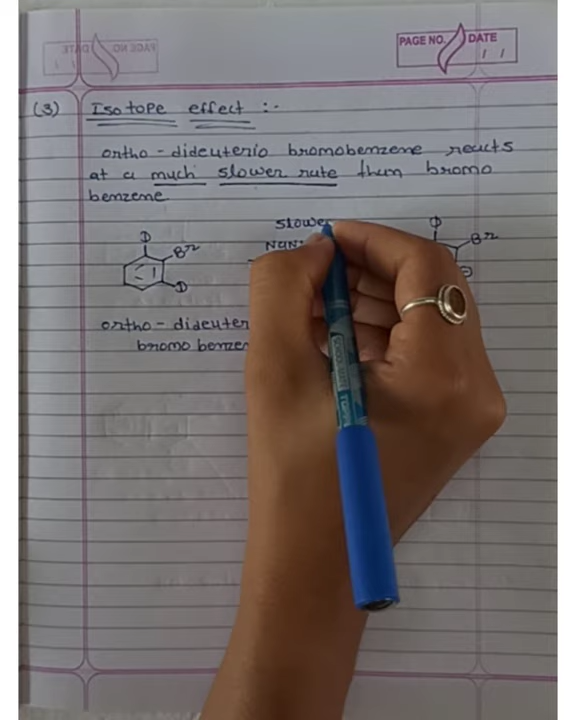 PAGE NO. DATE
/ /
(3) Isotope effect :-
ortho-dideuterio bromobenzene reacts
at a much slower rate than bromo
benzene
Slower
D D
Br Br
D
ortho-dideuter
bromo benzen